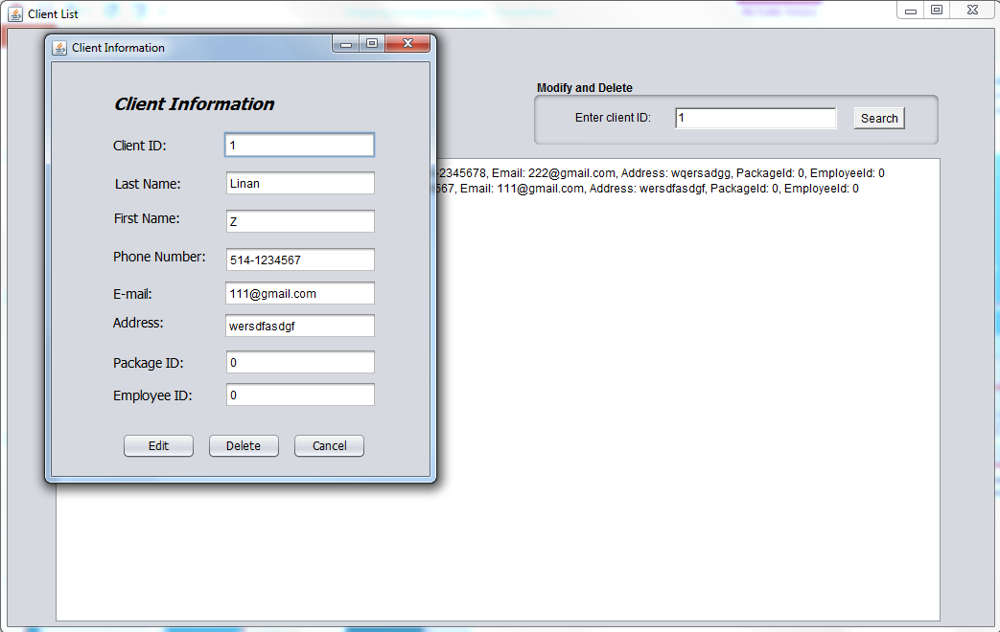 Client List
Client Information
Client Information
Client ID: 1
Last Name: Linan
First Name: Z
Phone Number: 514-1234567
E-mail: 111@gmail.com
Address: wersdfasdgf
Package ID: 0
Employee ID: 0
Edit Delete Cancel
Modify and Delete
Enter client ID: 1 Search
-2345678, Email: 222@gmail.com, Address: wqersadgg, PackageId: 0, EmployeeId: 0
567, Email: 111@gmail.com, Address: wersdfasdgf, PackageId: 0, EmployeeId: 0